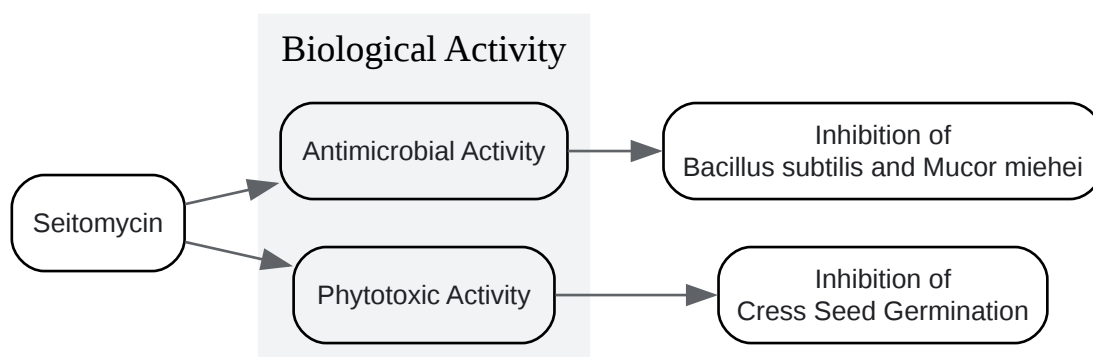 Biological Activity
Antimicrobial Activity
Inhibition of
Bacillus subtilis and Mucor miehei
Seitomycin
Phytotoxic Activity
Inhibition of
Cress Seed Germination